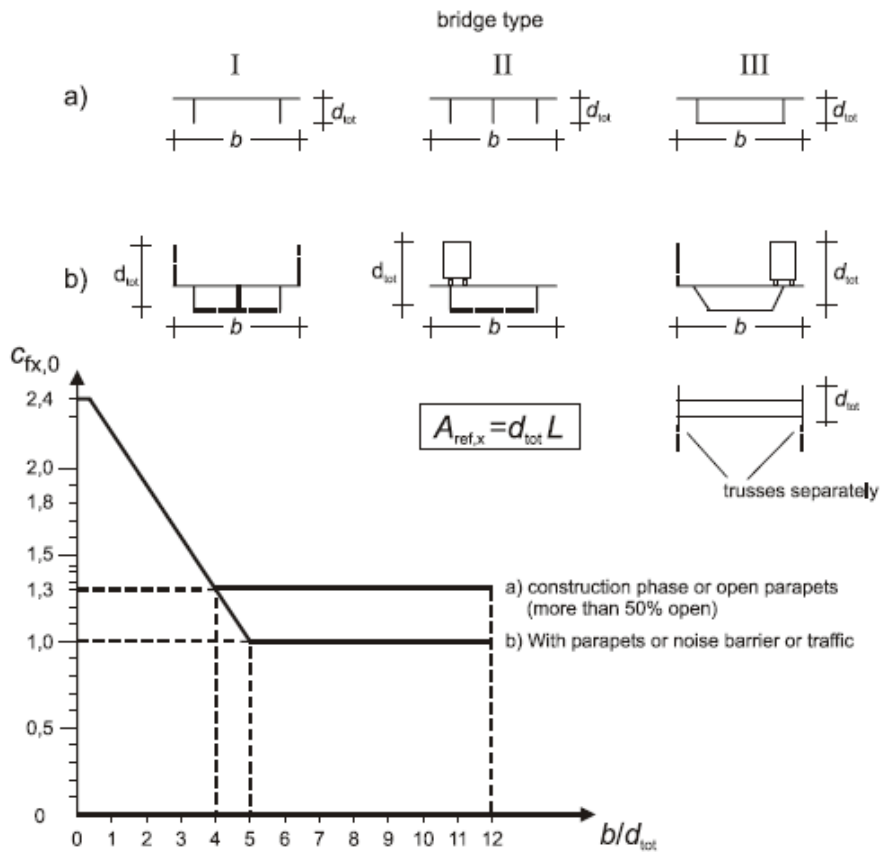 bridge type
I II III
a)
d_tot d_tot d_tot
b b b
b)
d_tot d_tot d_tot
b b b
c_fx,0
2,4
A_ref,x = d_tot L
d_tot
2,0
1,8
trusses separately
1,5
1,3
a) construction phase or open parapets
(more than 50% open)
1,0
b) With parapets or noise barrier or traffic
0,5
0
0 1 2 3 4 5 6 7 8 9 10 11 12
b/d_tot